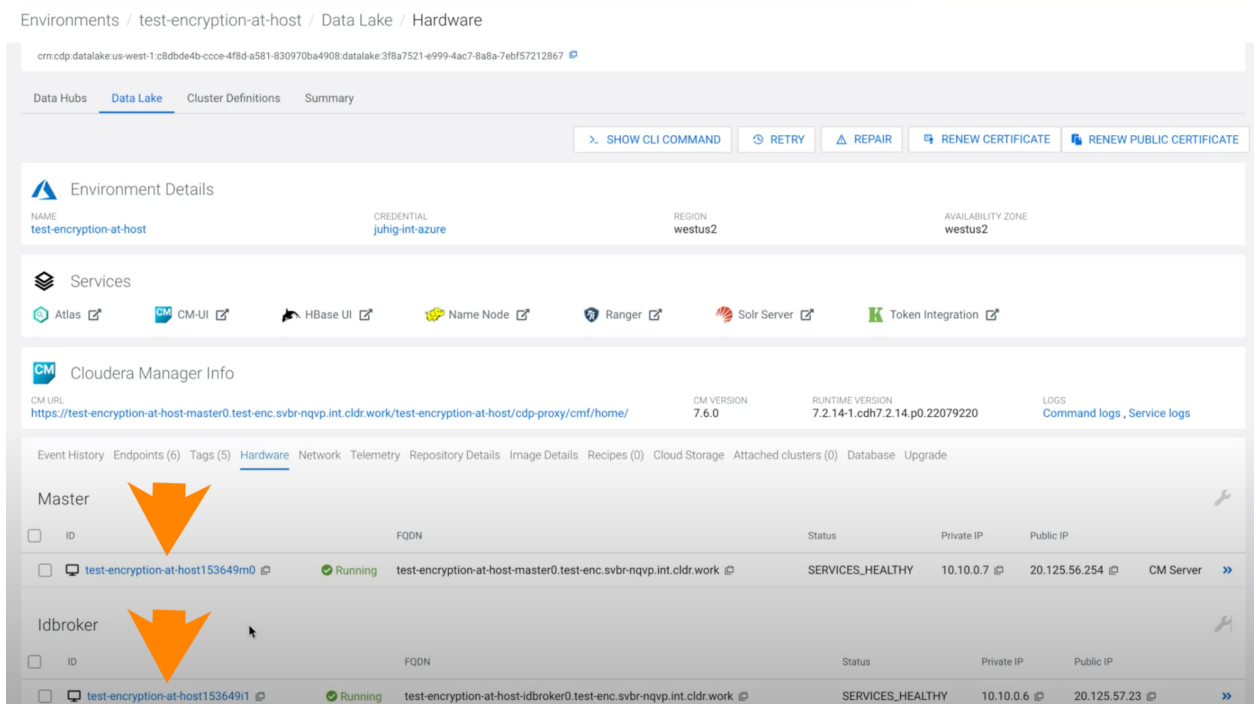 Environments / test-encryption-at-host / Data Lake / Hardware
crn:cdp:datalake:us-west-1:c8dbde4b-ccce-4f8d-a581-830970ba4908:datalake:3f8a7521-e999-4ac7-8a8a-7ebf57212867
Data Hubs Data Lake Cluster Definitions Summary
>_ SHOW CLI COMMAND RETRY REPAIR RENEW CERTIFICATE RENEW PUBLIC CERTIFICATE
Environment Details
NAME CREDENTIAL REGION AVAILABILITY ZONE
test-encryption-at-host juhig-int-azure westus2 westus2
Services
Atlas CM CM-UI HBase UI Name Node Ranger Solr Server Token Integration
CM Cloudera Manager Info
CM URL CM VERSION RUNTIME VERSION LOGS
https://test-encryption-at-host-master0.test-enc.svbr-nqvp.int.cldr.work/test-encryption-at-host/cdp-proxy/cmf/home/ 7.6.0 7.2.14-1.cdh7.2.14.p0.22079220 Command logs , Service logs
Event History Endpoints (6) Tags (5) Hardware Network Telemetry Repository Details Image Details Recipes (0) Cloud Storage Attached clusters (0) Database Upgrade
Master
ID FQDN Status Private IP Public IP
test-encryption-at-host153649m0 Running test-encryption-at-host-master0.test-enc.svbr-nqvp.int.cldr.work SERVICES_HEALTHY 10.10.0.7 20.125.56.254 CM Server »
Idbroker
ID FQDN Status Private IP Public IP
test-encryption-at-host153649i1 Running test-encryption-at-host-idbroker0.test-enc.svbr-nqvp.int.cldr.work SERVICES_HEALTHY 10.10.0.6 20.125.57.23 »